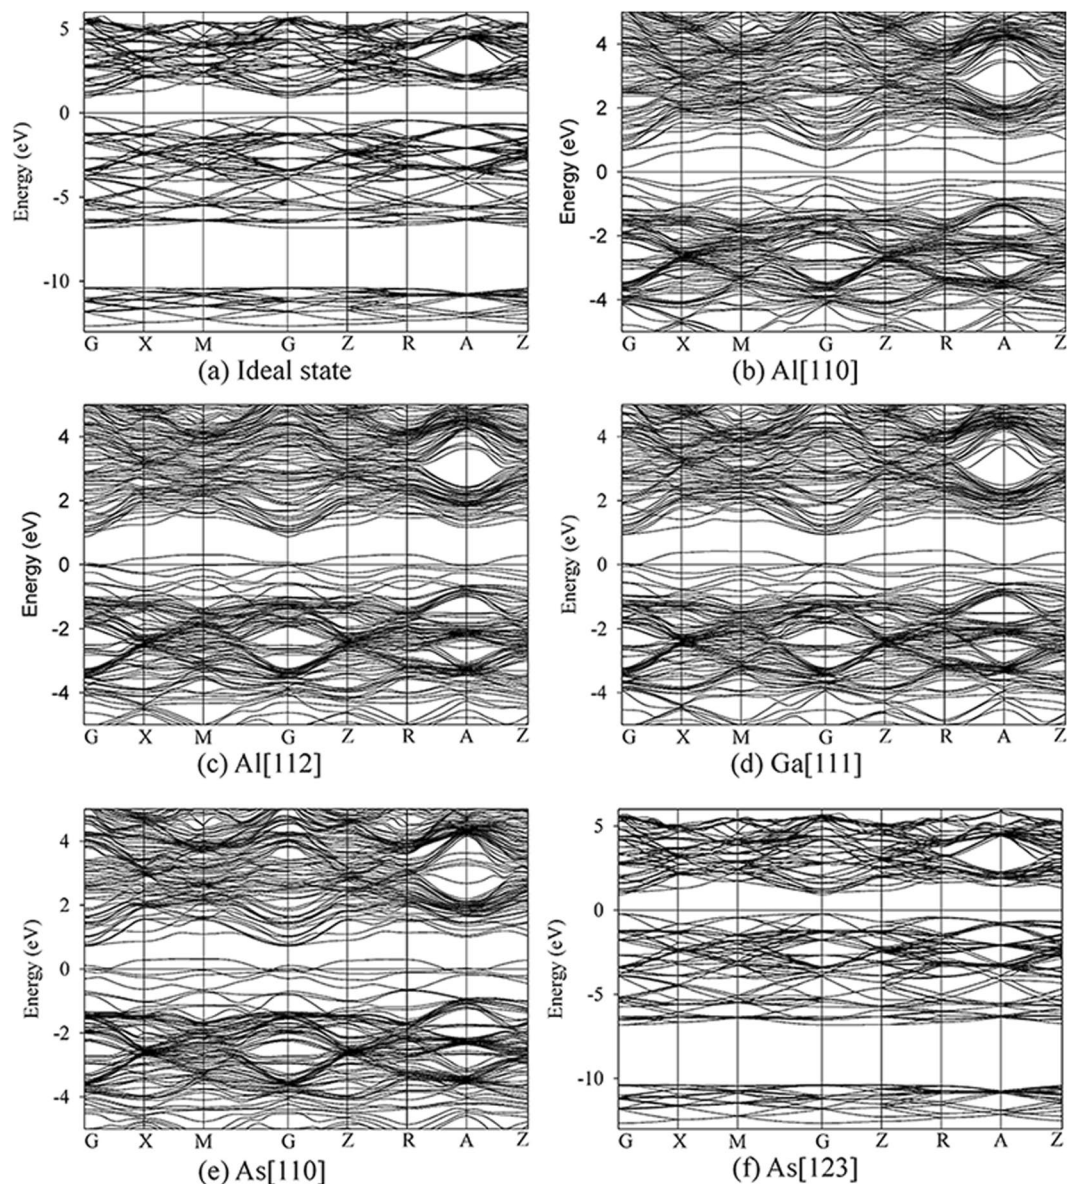 5
0
-5
-10
Energy (eV)
G X M G Z R A Z
(a) Ideal state
4
2
0
-2
-4
Energy (eV)
G X M G Z R A Z
(b) Al[110]
4
2
0
-2
-4
Energy (eV)
G X M G Z R A Z
(c) Al[112]
4
2
0
-2
-4
Energy (eV)
G X M G Z R A Z
(d) Ga[111]
4
2
0
-2
-4
Energy (eV)
G X M G Z R A Z
(e) As[110]
5
0
-5
-10
Energy (eV)
G X M G Z R A Z
(f) As[123]